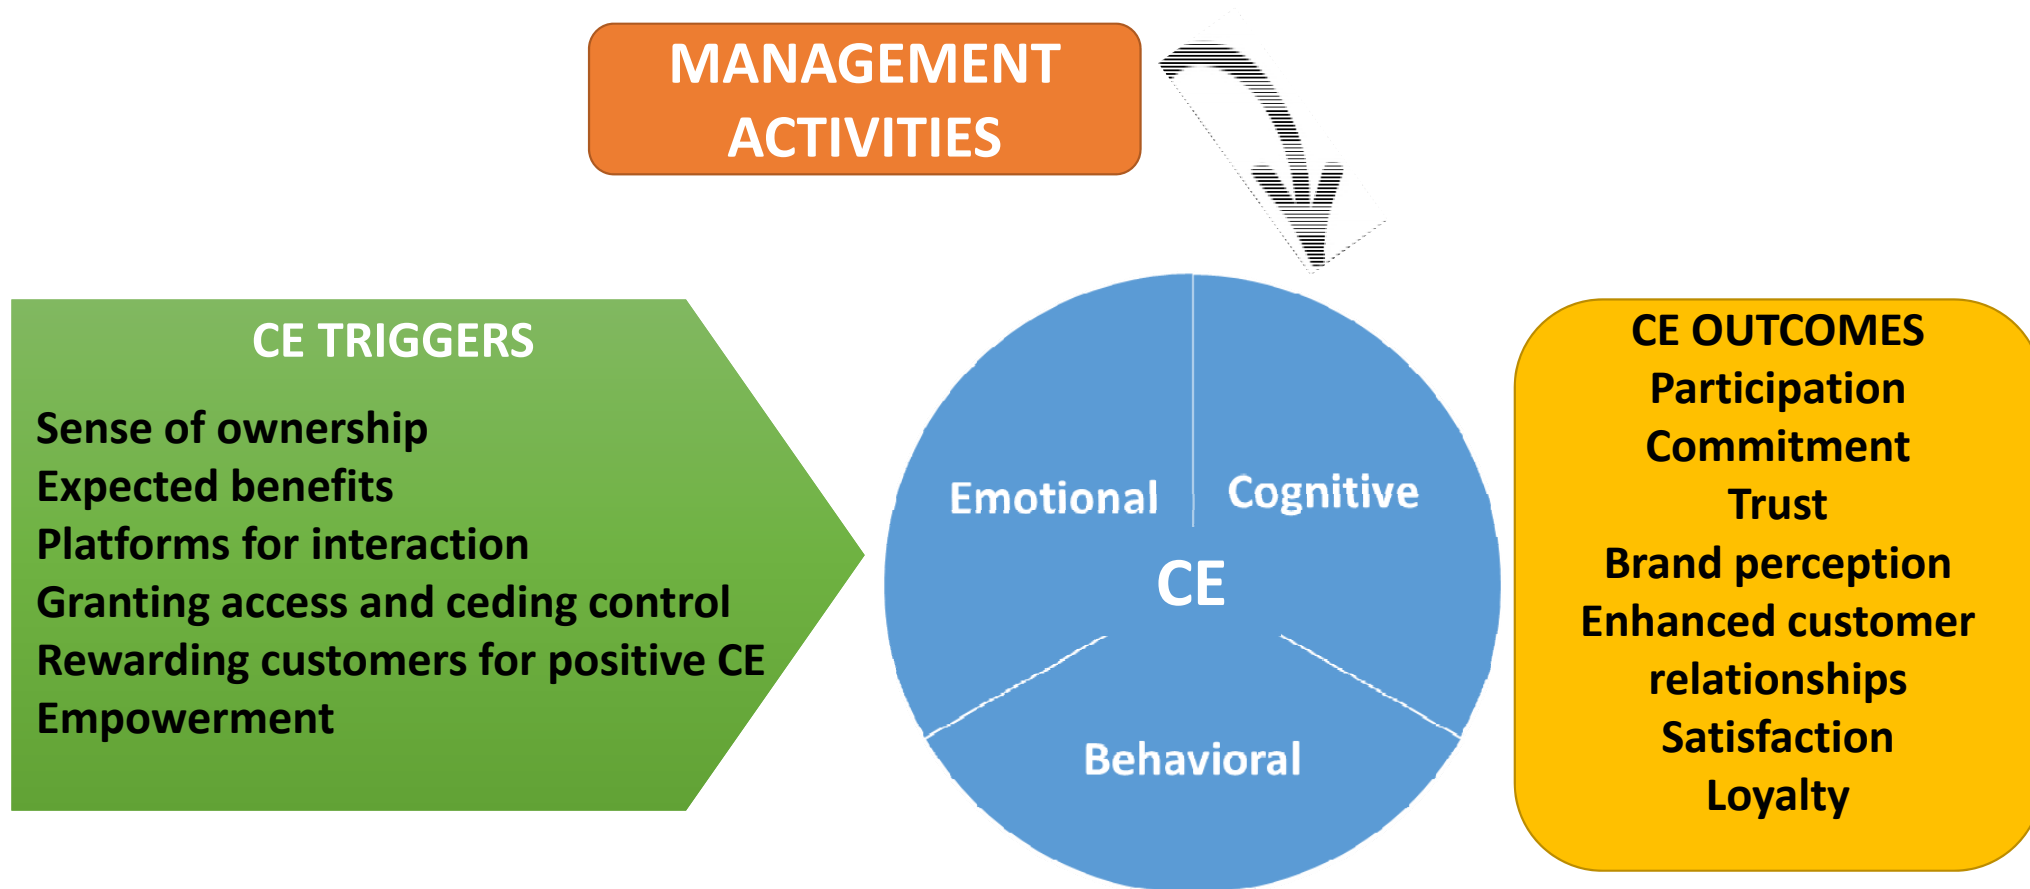 MANAGEMENT
ACTIVITIES
CE TRIGGERS
Sense of ownership
Expected benefits
Platforms for interaction
Granting access and ceding control
Rewarding customers for positive CE
Empowerment
Emotional
Cognitive
CE
Behavioral
CE OUTCOMES
Participation
Commitment
Trust
Brand perception
Enhanced customer
relationships
Satisfaction
Loyalty